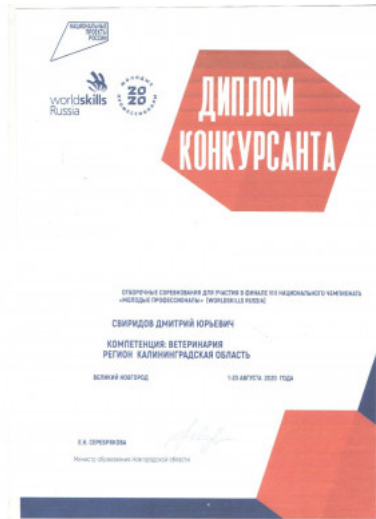 НАЦИОНАЛЬНЫЕ
ПРОЕКТЫ
РОССИИ
worldskills
Russia
МОЛОДЫЕ
2020
ПРОФЕССИОНАЛЫ
ДИПЛОМ
КОНКУРСАНТА
ОТБОРОЧНЫЕ СОРЕВНОВАНИЯ ДЛЯ УЧАСТИЯ В ФИНАЛЕ VIII НАЦИОНАЛЬНОГО ЧЕМПИОНАТА
«МОЛОДЫЕ ПРОФЕССИОНАЛЫ» (WORLDSKILLS RUSSIA)
СВИРИДОВ ДМИТРИЙ ЮРЬЕВИЧ
КОМПЕТЕНЦИЯ: ВЕТЕРИНАРИЯ
РЕГИОН КАЛИНИНГРАДСКАЯ ОБЛАСТЬ
ВЕЛИКИЙ НОВГОРОД 1-20 АВГУСТА 2020 ГОДА
Е.Н. СЕРЕБРЯКОВА
Министр образования Новгородской области